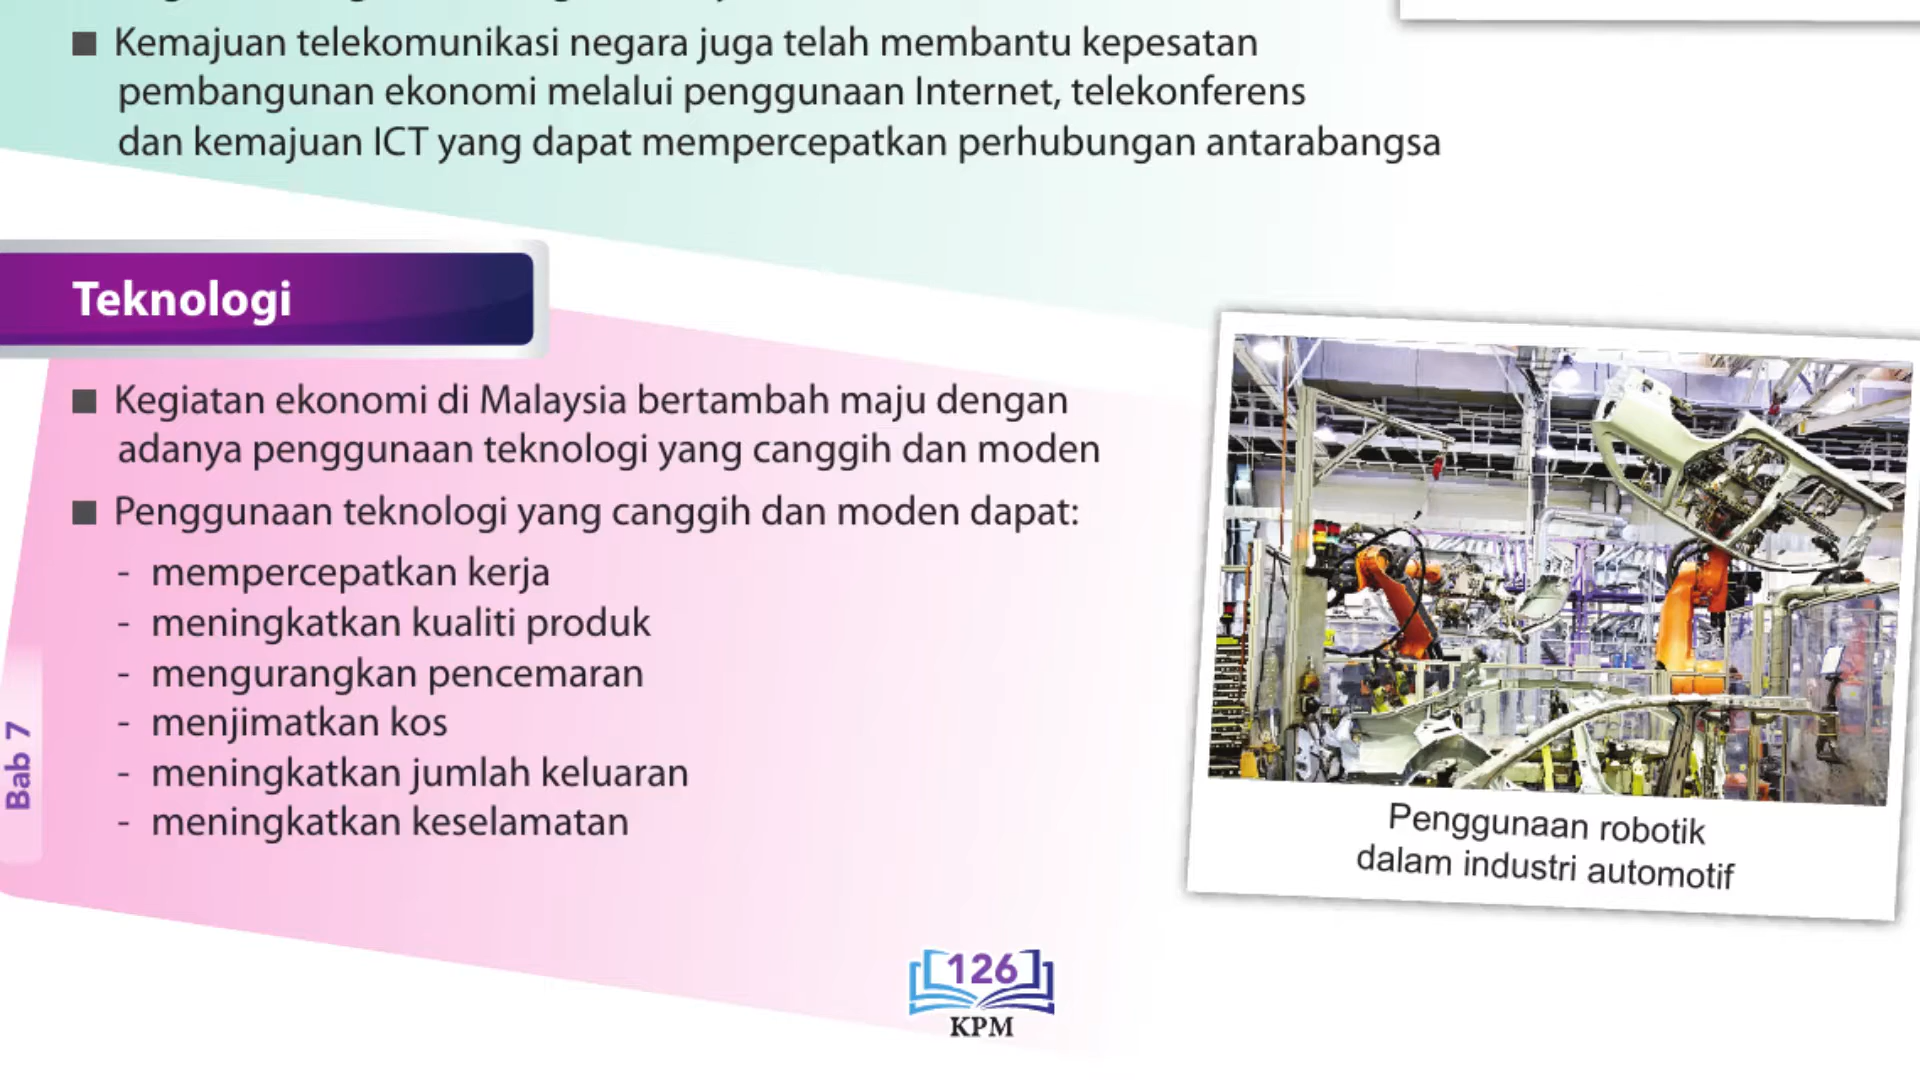 ■ Kemajuan telekomunikasi negara juga telah membantu kepesatan
pembangunan ekonomi melalui penggunaan Internet, telekonferens
dan kemajuan ICT yang dapat mempercepatkan perhubungan antarabangsa
Teknologi
■ Kegiatan ekonomi di Malaysia bertambah maju dengan
adanya penggunaan teknologi yang canggih dan moden
■ Penggunaan teknologi yang canggih dan moden dapat:
- mempercepatkan kerja
- meningkatkan kualiti produk
- mengurangkan pencemaran
- menjimatkan kos
- meningkatkan jumlah keluaran
- meningkatkan keselamatan
Bab 7
Penggunaan robotik
dalam industri automotif
126
KPM